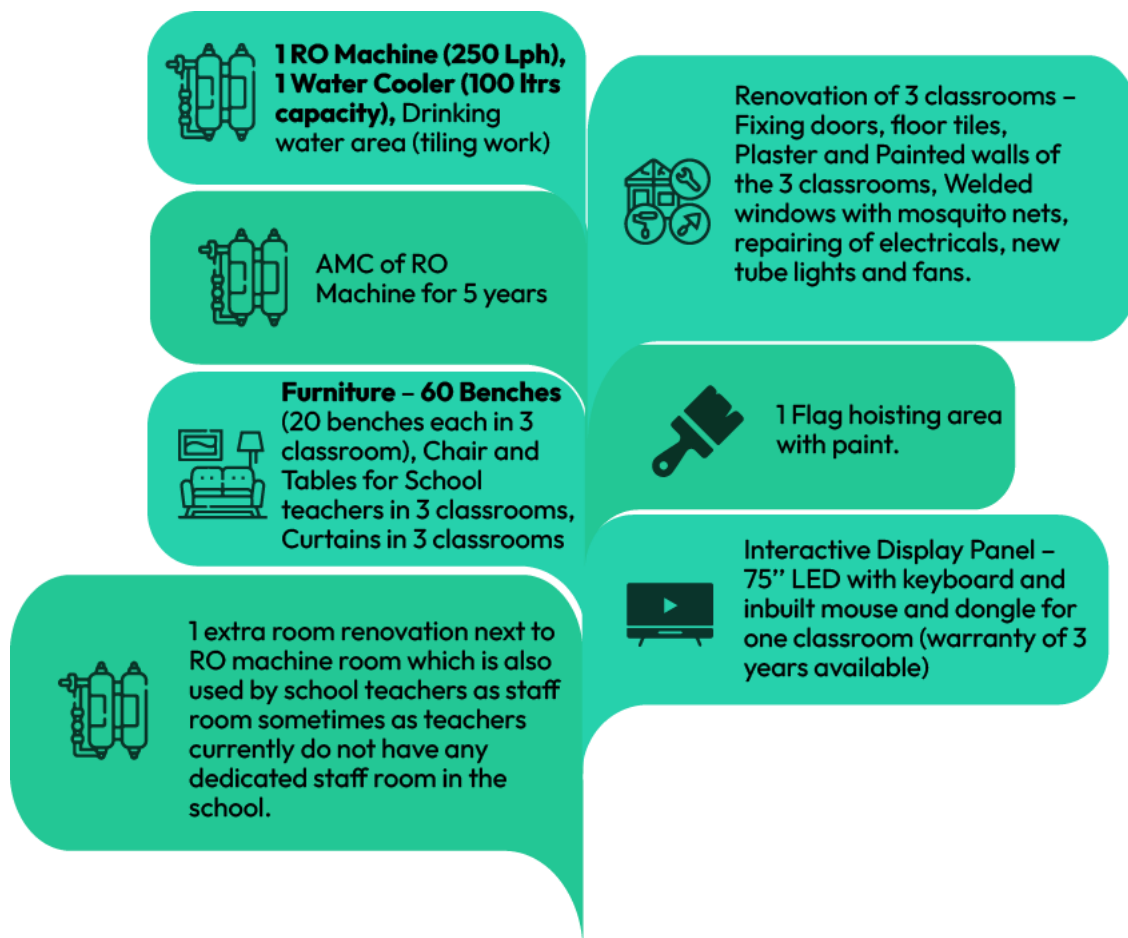 1 RO Machine (250 Lph),
1 Water Cooler (100 ltrs
capacity), Drinking
water area (tiling work)
AMC of RO
Machine for 5 years
Furniture – 60 Benches
(20 benches each in 3
classroom), Chair and
Tables for School
teachers in 3 classrooms,
Curtains in 3 classrooms
1 extra room renovation next to
RO machine room which is also
used by school teachers as staff
room sometimes as teachers
currently do not have any
dedicated staff room in the
school.
Renovation of 3 classrooms –
Fixing doors, floor tiles,
Plaster and Painted walls of
the 3 classrooms, Welded
windows with mosquito nets,
repairing of electricals, new
tube lights and fans.
1 Flag hoisting area
with paint.
Interactive Display Panel –
75’’ LED with keyboard and
inbuilt mouse and dongle for
one classroom (warranty of 3
years available)